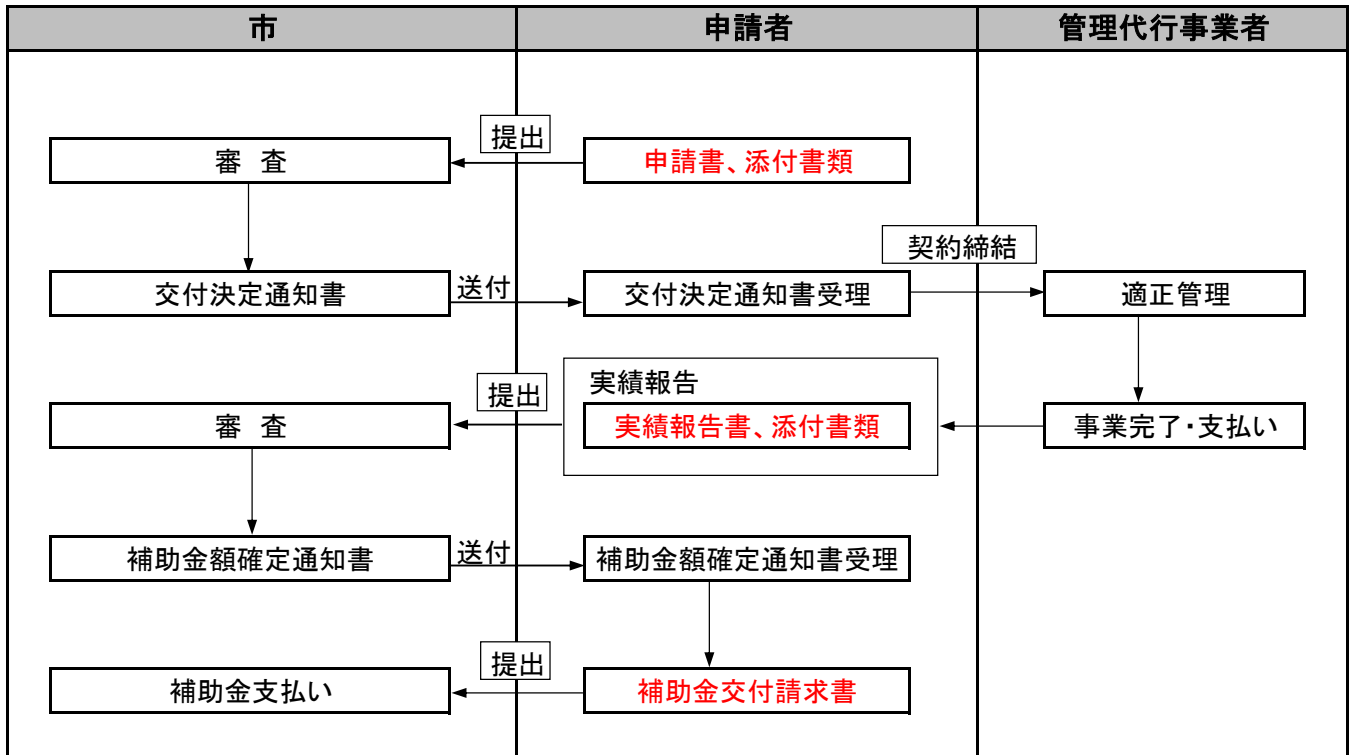 市
申請者
管理代行事業者
提出
審　査
申請書、添付書類
契約締結
交付決定通知書
送付
交付決定通知書受理
適正管理
実績報告
提出
審　査
実績報告書、添付書類
事業完了・支払い
補助金額確定通知書
送付
補助金額確定通知書受理
提出
補助金支払い
補助金交付請求書